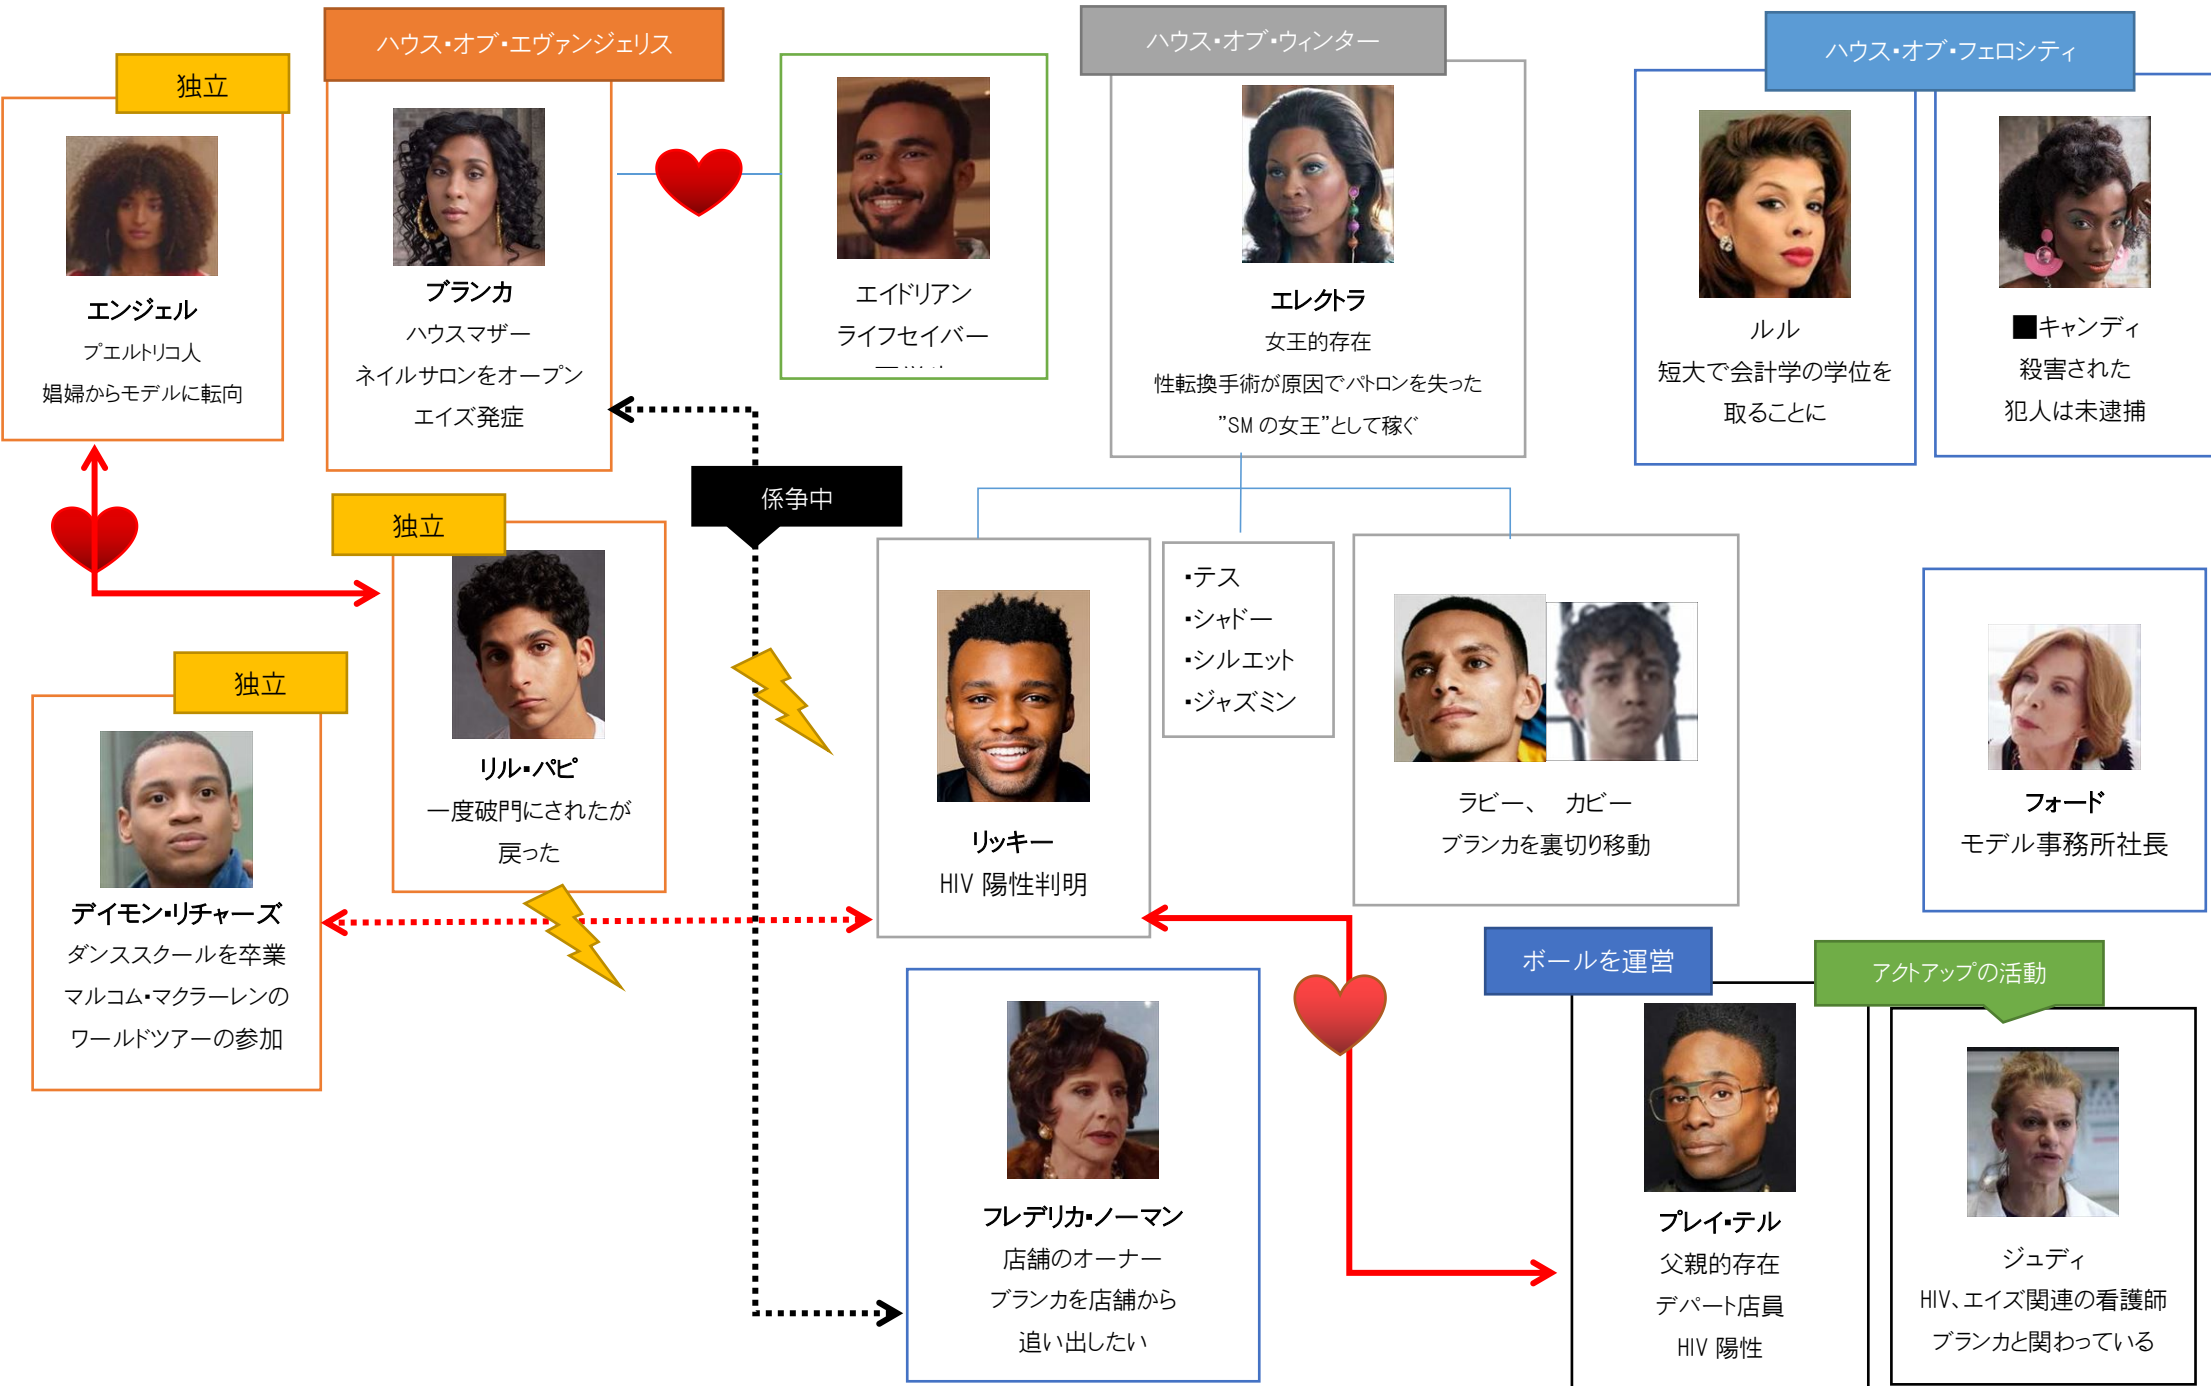 ハウス・オブ・エヴァンジェリス
独立
エンジェル
プエルトリコ人
娼婦からモデルに転向
ブランカ
ハウスマザー
ネイルサロンをオープン
エイズ発症
エイドリアン
ライフセイバー
ハウス・オブ・ウィンター
エレクトラ
女王的存在
性転換手術が原因でパトロンを失った
”SMの女王”として稼ぐ
ハウス・オブ・フェロシティ
ルル
短大で会計学の学位を
取ることに
■キャンディ
殺害された
犯人は未逮捕
係争中
独立
リル・パピ
一度破門にされたが
戻った
独立
デイモン・リチャーズ
ダンススクールを卒業
マルコム・マクラーレンの
ワールドツアーの参加
リッキー
HIV 陽性判明
・テス
・シャドー
・シルエット
・ジャズミン
ラビー、　カビー
ブランカを裏切り移動
フォード
モデル事務所社長
フレデリカ・ノーマン
店舗のオーナー
ブランカを店舗から
追い出したい
ボールを運営
プレイ・テル
父親的存在
デパート店員
HIV 陽性
アクトアップの活動
ジュディ
HIV、エイズ関連の看護師
ブランカと関わっている